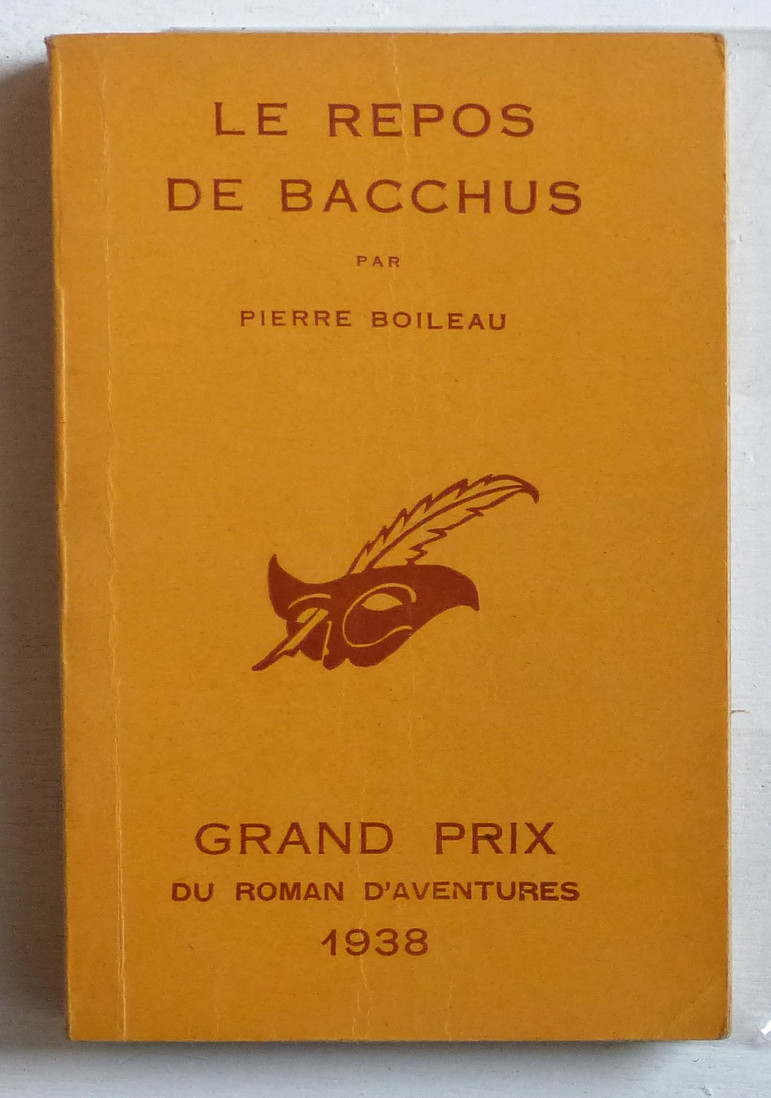 LE REPOS
DE BACCHUS
PAR
PIERRE BOILEAU
GRAND PRIX
DU ROMAN D'AVENTURES
1938